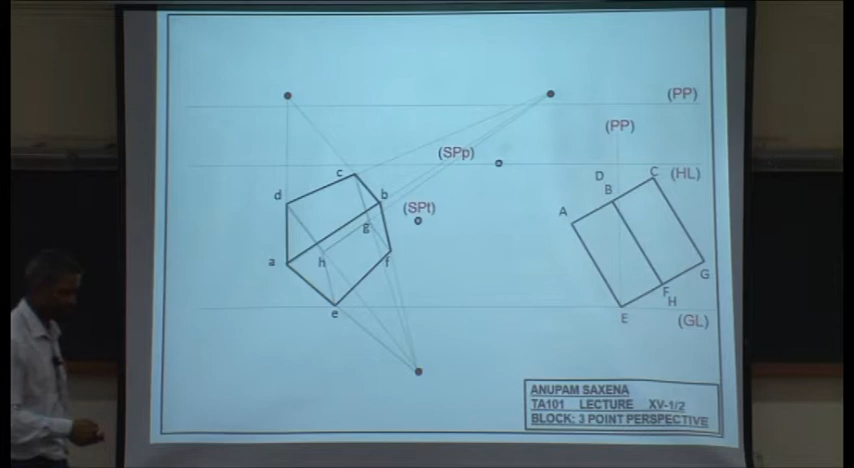 (PP)
(PP)
(SPp)
c
D
C
(HL)
B
d
b
(SPt)
A
g
a
h
f
G
F
H
e
E
(GL)
ANUPAM SAXENA
TA101 LECTURE XV-1/2
BLOCK: 3 POINT PERSPECTIVE